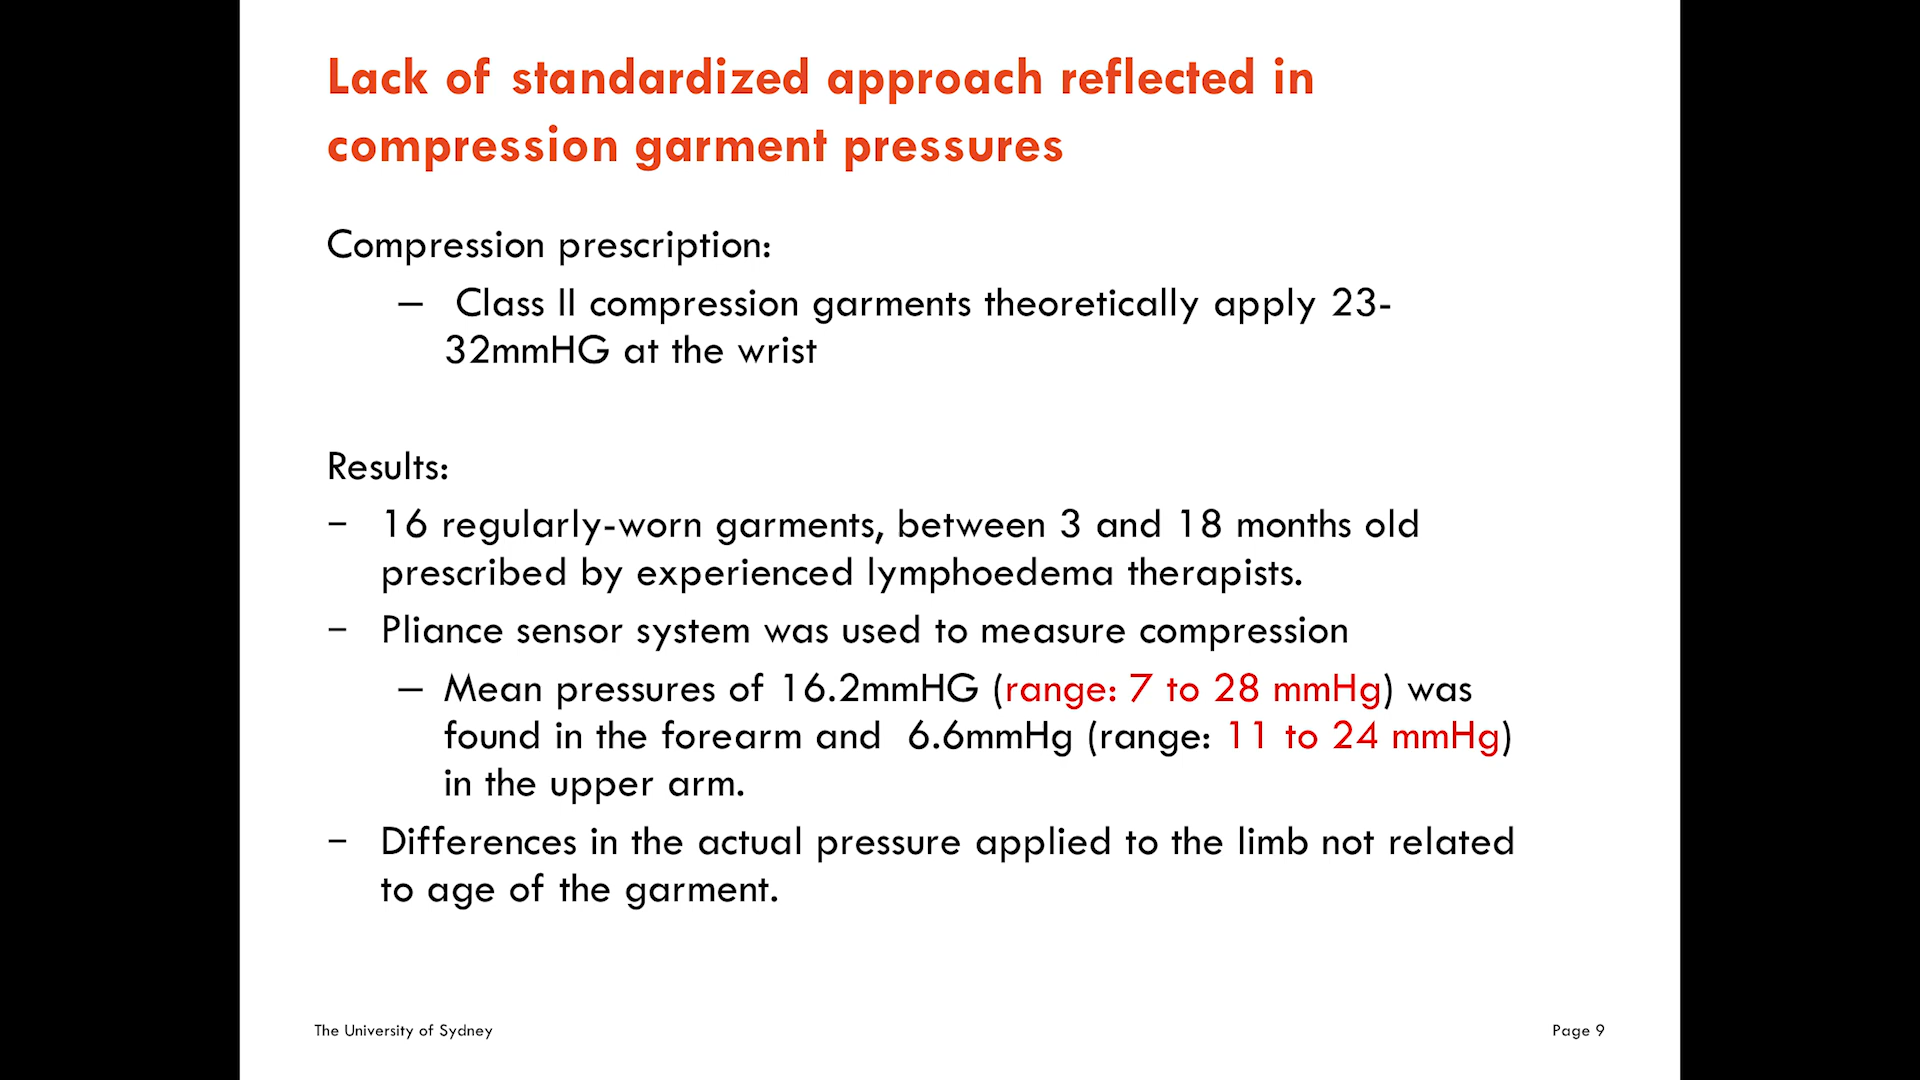 Lack of standardized approach reflected in
compression garment pressures
Compression prescription:
– Class II compression garments theoretically apply 23-
32mmHG at the wrist
Results:
– 16 regularly-worn garments, between 3 and 18 months old
prescribed by experienced lymphoedema therapists.
– Pliance sensor system was used to measure compression
– Mean pressures of 16.2mmHG (range: 7 to 28 mmHg) was
found in the forearm and 6.6mmHg (range: 11 to 24 mmHg)
in the upper arm.
– Differences in the actual pressure applied to the limb not related
to age of the garment.
The University of Sydney
Page 9